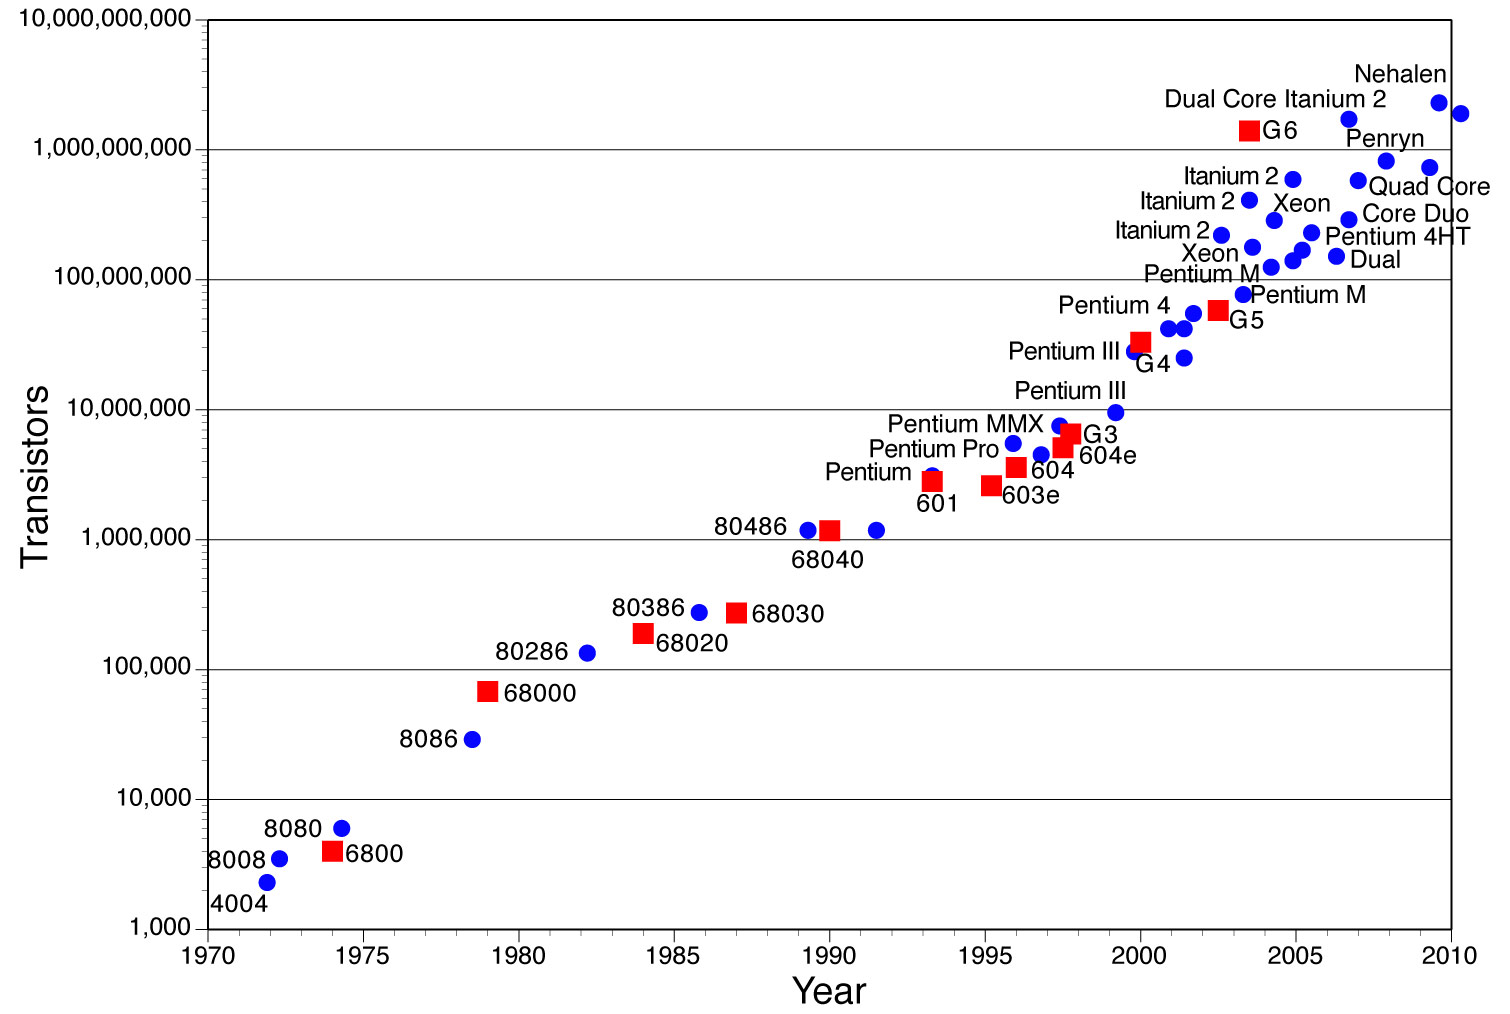 10,000,000,000
Nehalen
Dual Core Itanium 2
G6
Penryn
1,000,000,000
Itanium 2
Quad Core
Itanium 2
Xeon
Core Duo
Itanium 2
Pentium 4HT
Xeon
Dual
Pentium M
100,000,000
Pentium M
Pentium 4
G5
Pentium III
G4
Pentium III
10,000,000
Pentium MMX
G3
Pentium Pro
604e
Pentium
604
603e
601
80486
1,000,000
68040
80386
68030
68020
80286
100,000
68000
8086
10,000
8080
6800
8008
4004
1,000
1970 1975 1980 1985 1990 1995 2000 2005 2010
Year
Transistors